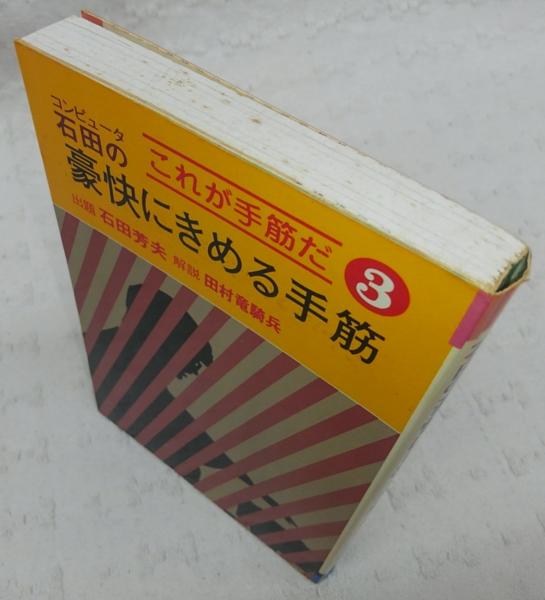 これが手筋だ
3
コンピュータ
石田の
豪快にきめる手筋
出題 石田芳夫 解説 田村竜騎兵